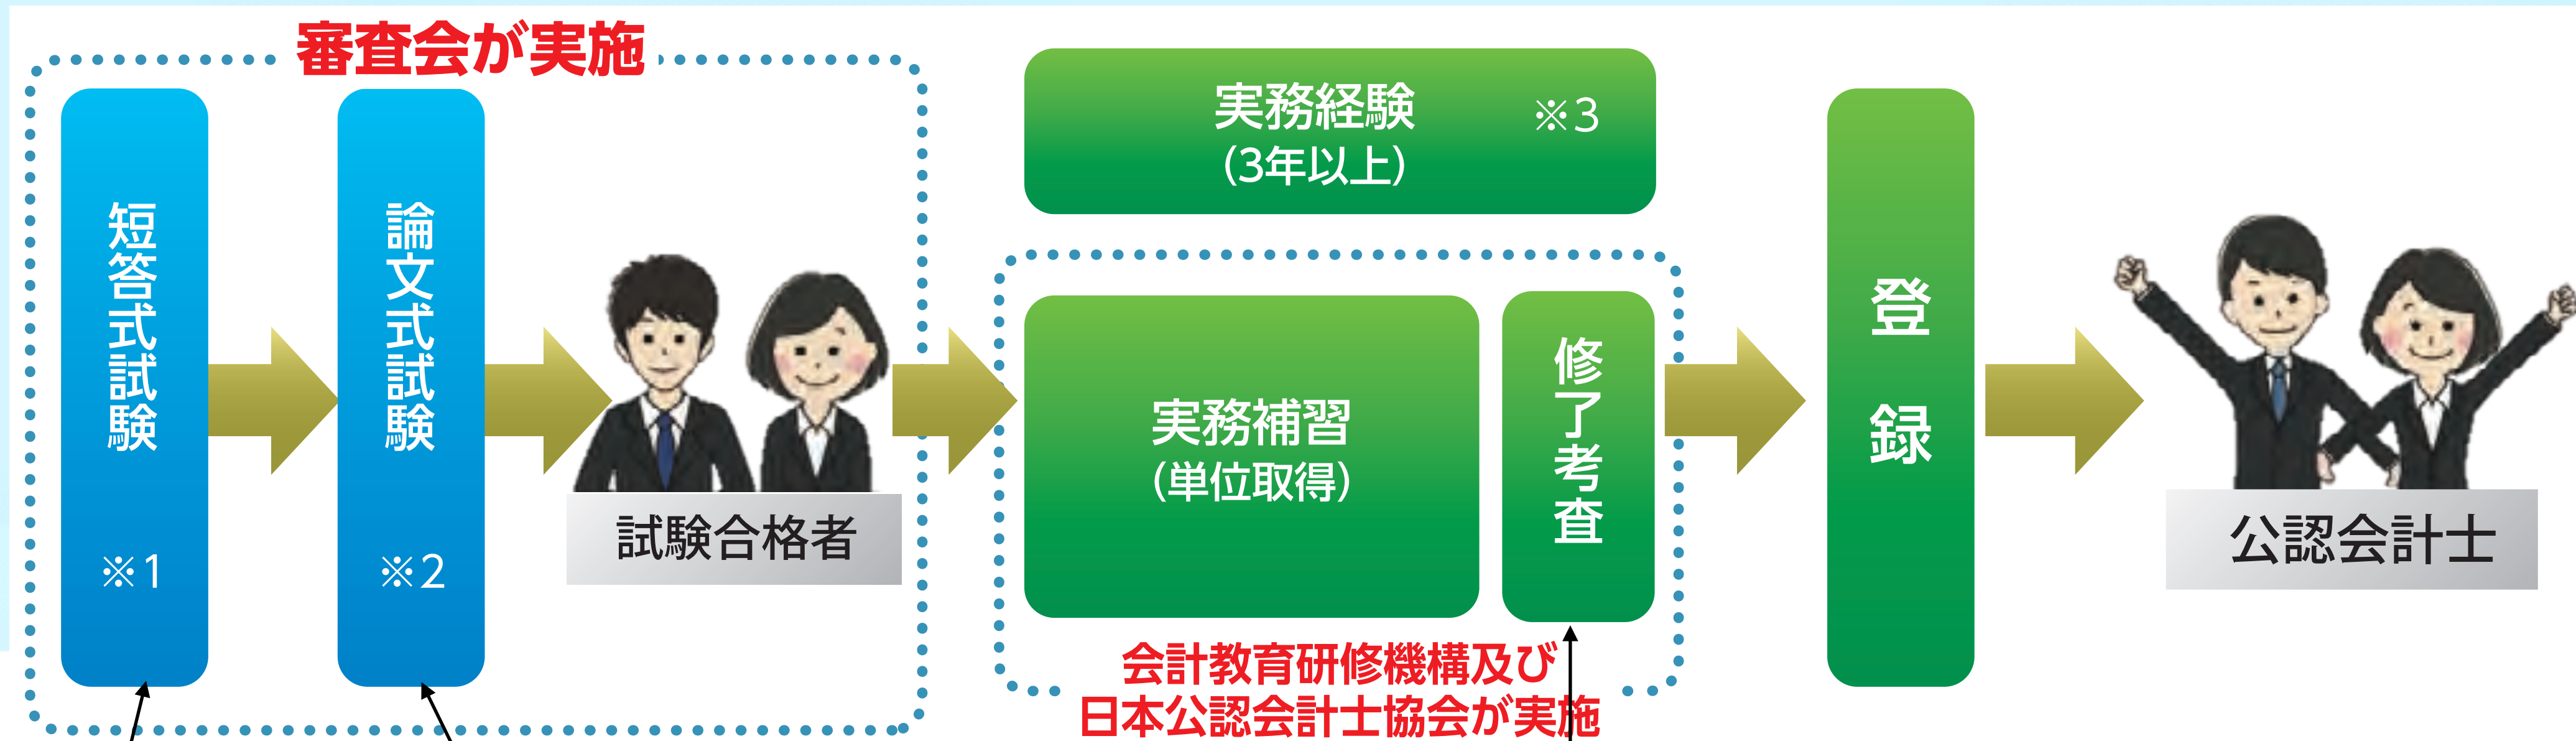 審査会が実施
短答式試験
※1
論文式試験
※2
試験合格者
実務経験 ※3
(3年以上)
実務補習
(単位取得)
修了考査
会計教育研修機構及び
日本公認会計士協会が実施
登録
公認会計士